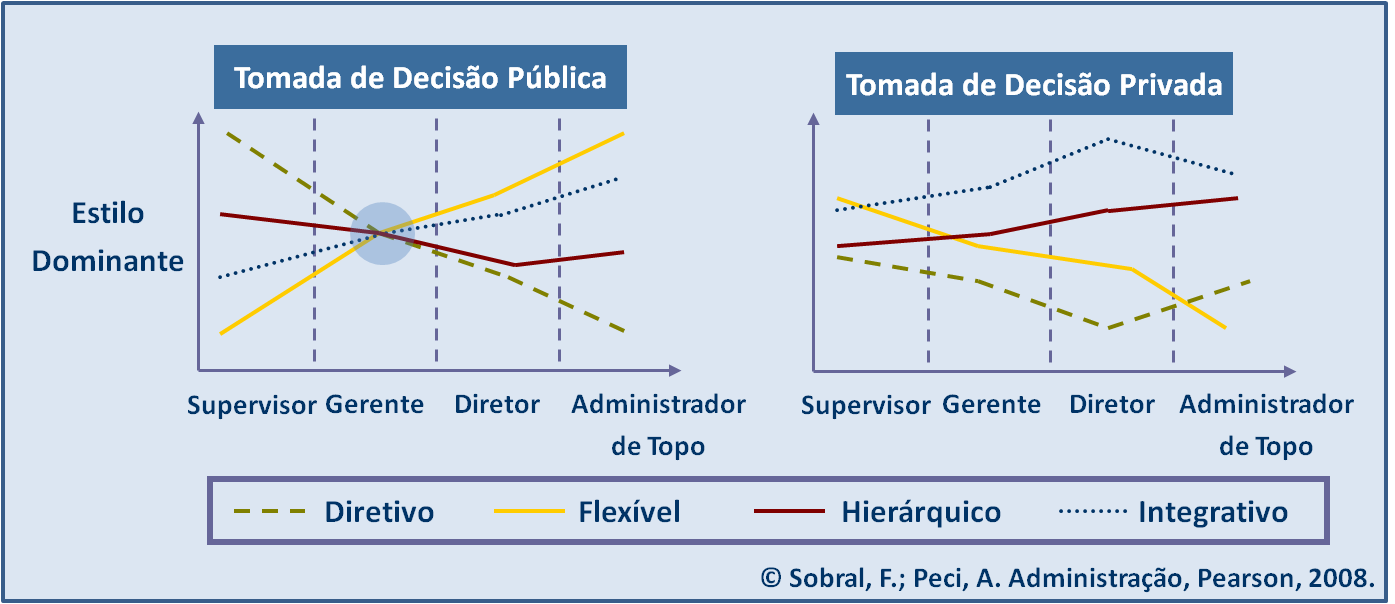 Tomada de Decisão Pública
Tomada de Decisão Privada
Estilo
Dominante
Supervisor
Gerente
Diretor
Administrador
de Topo
Supervisor
Gerente
Diretor
Administrador
de Topo
Diretivo
Flexível
Hierárquico
Integrativo
© Sobral, F.; Peci, A. Administração, Pearson, 2008.